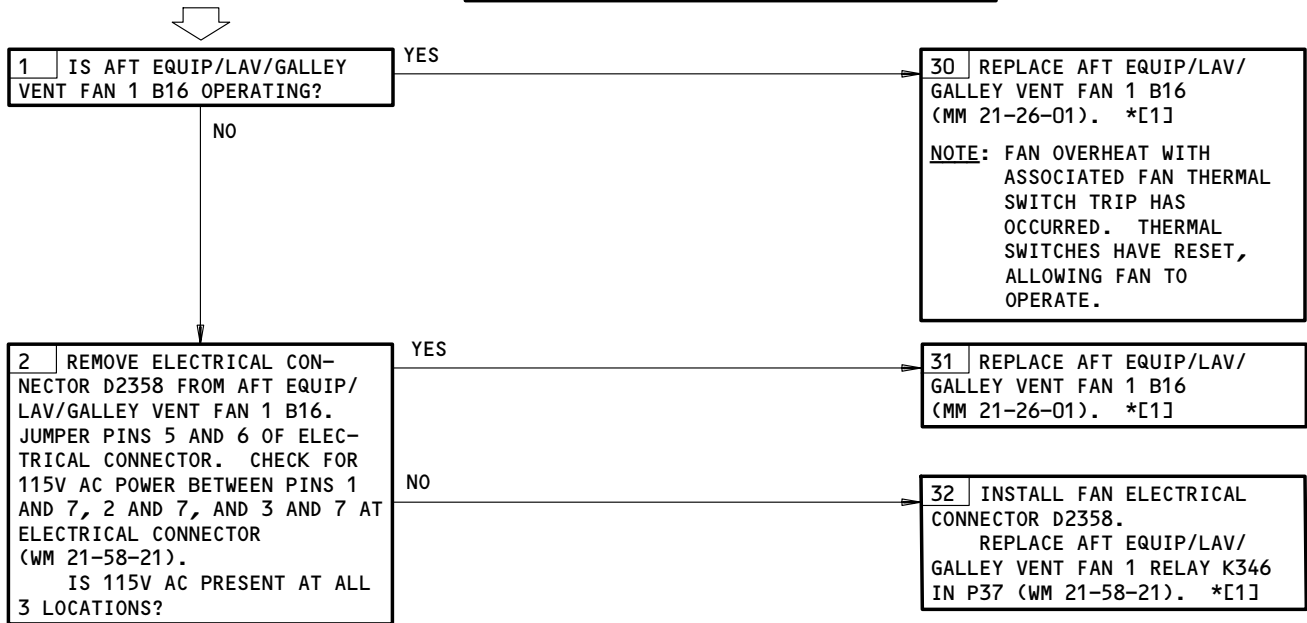 1 IS AFT EQUIP/LAV/GALLEY
VENT FAN 1 B16 OPERATING?
YES
NO
30 REPLACE AFT EQUIP/LAV/
GALLEY VENT FAN 1 B16
(MM 21-26-01). *[1]
NOTE: FAN OVERHEAT WITH
ASSOCIATED FAN THERMAL
SWITCH TRIP HAS
OCCURRED. THERMAL
SWITCHES HAVE RESET,
ALLOWING FAN TO
OPERATE.
2 REMOVE ELECTRICAL CON-
NECTOR D2358 FROM AFT EQUIP/
LAV/GALLEY VENT FAN 1 B16.
JUMPER PINS 5 AND 6 OF ELEC-
TRICAL CONNECTOR. CHECK FOR
115V AC POWER BETWEEN PINS 1
AND 7, 2 AND 7, AND 3 AND 7 AT
ELECTRICAL CONNECTOR
(WM 21-58-21).
IS 115V AC PRESENT AT ALL
3 LOCATIONS?
YES
31 REPLACE AFT EQUIP/LAV/
GALLEY VENT FAN 1 B16
(MM 21-26-01). *[1]
NO
32 INSTALL FAN ELECTRICAL
CONNECTOR D2358.
REPLACE AFT EQUIP/LAV/
GALLEY VENT FAN 1 RELAY K346
IN P37 (WM 21-58-21). *[1]